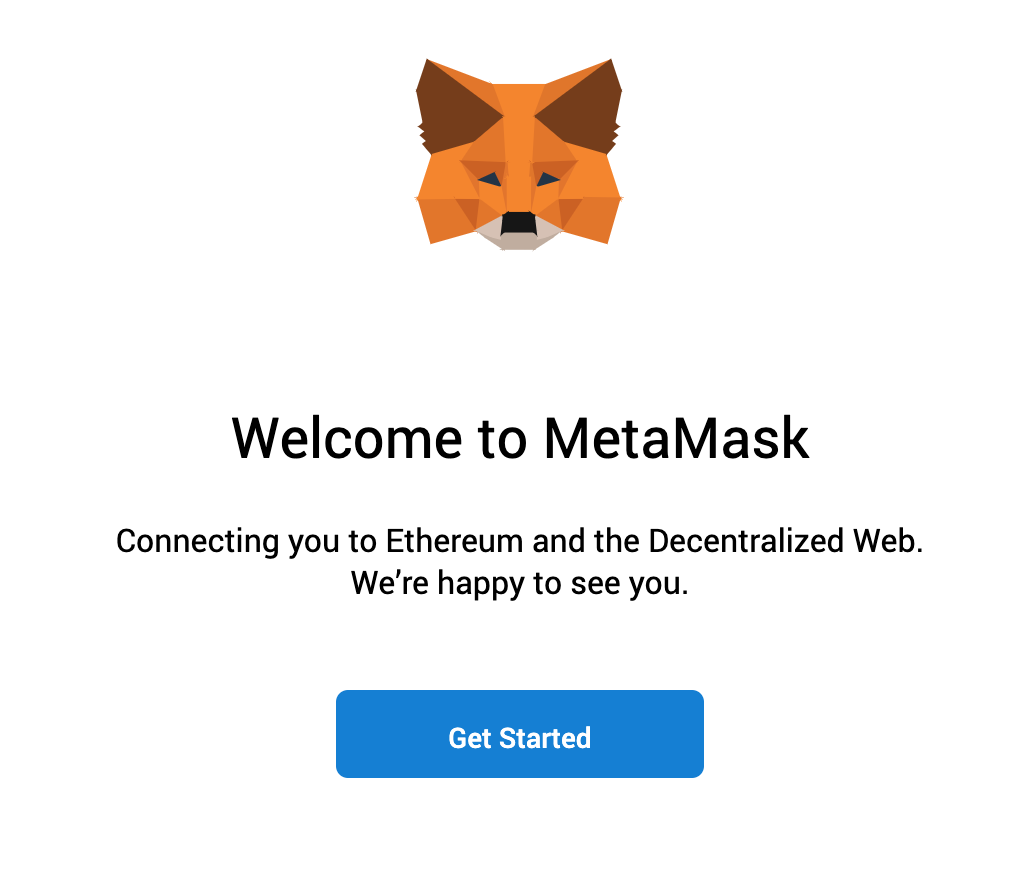 Welcome to MetaMask
Connecting you to Ethereum and the Decentralized Web.
We’re happy to see you.
Get Started